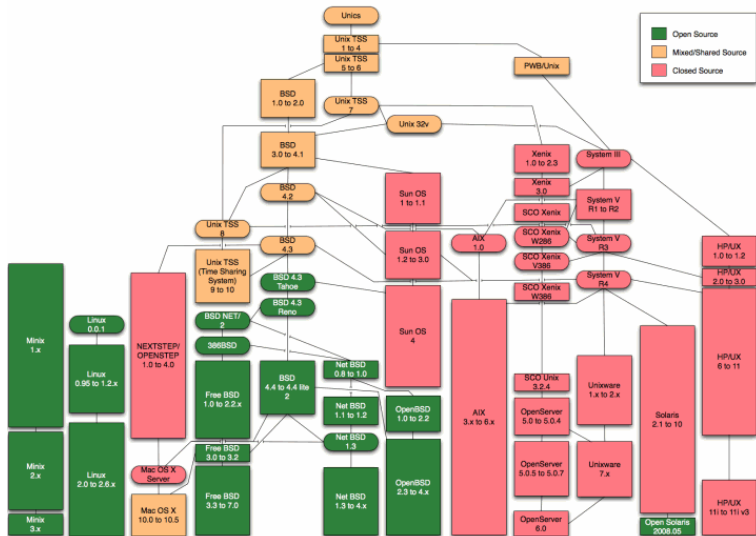 Unics
Open Source
Mixed/Shared Source
Closed Source
Unix TSS
1 to 4
Unix TSS
5 to 6
PWB/Unix
BSD
1.0 to 2.0
Unix TSS
7
Unix 32v
BSD
3.0 to 4.1
Xenix
1.0 to 2.3
System III
Xenix
3.0
Sun OS
1 to 1.1
BSD
4.2
SCO Xenix
System V
R1 to R2
Unix TSS
8
SCO Xenix
W286
System V
R3
AIX
1.0
BSD
4.3
Sun OS
1.2 to 3.0
SCO Xenix
V386
HP/UX
1.0 to 1.2
Unix TSS
(Time Sharing
System)
9 to 10
BSD 4.3
Tahoe
System V
R4
HP/UX
2.0 to 3.0
SCO Xenix
W386
BSD 4.3
Reno
BSD NET/
2
Linux
0.0.1
Minix
1.x
NEXTSTEP/
OPENSTEP
1.0 to 4.0
386BSD
Sun OS
4
Linux
0.95 to 1.2.x
HP/UX
6 to 11
Net BSD
0.8 to 1.0
BSD
4.4 to 4.4 lite
2
SCO Unix
3.2.4
Unixware
1.x to 2.x
Free BSD
1.0 to 2.2.x
Net BSD
1.1 to 1.2
OpenBSD
1.0 to 2.2
AIX
3.x to 6.x
OpenServer
5.0 to 5.0.4
Solaris
2.1 to 10
Net BSD
1.3
Free BSD
3.0 to 3.2
Minix
2.x
Linux
2.0 to 2.6.x
Mac OS X
Server
OpenServer
5.0.5 to 5.0.7
Unixware
7.x
Net BSD
1.3 to 4.x
OpenBSD
2.3 to 4.x
Free BSD
3.3 to 7.0
Mac OS X
10.0 to 10.5
Minix
3.x
OpenServer
6.0
Open Solaris
2008.05
HP/UX
11i to 11i v3